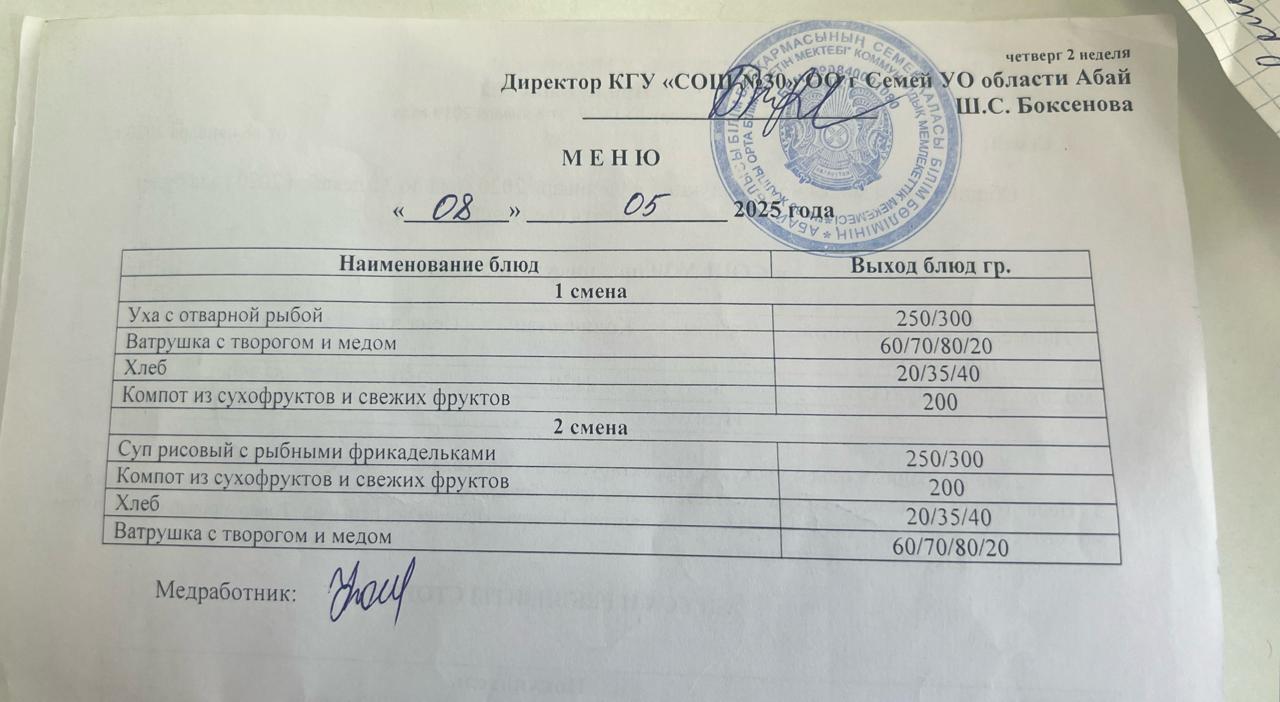 четверг 2 неделя
Директор КГУ «СОШ №30» ОО г Семей УО области Абай
Ш.С. Боксенова
М Е Н Ю
« 08 » 05 2025 года
Наименование блюд Выход блюд гр.
1 смена
Уха с отварной рыбой 250/300
Ватрушка с творогом и медом 60/70/80/20
Хлеб 20/35/40
Компот из сухофруктов и свежих фруктов 200
2 смена
Суп рисовый с рыбными фрикадельками 250/300
Компот из сухофруктов и свежих фруктов 200
Хлеб 20/35/40
Ватрушка с творогом и медом 60/70/80/20
Медработник: